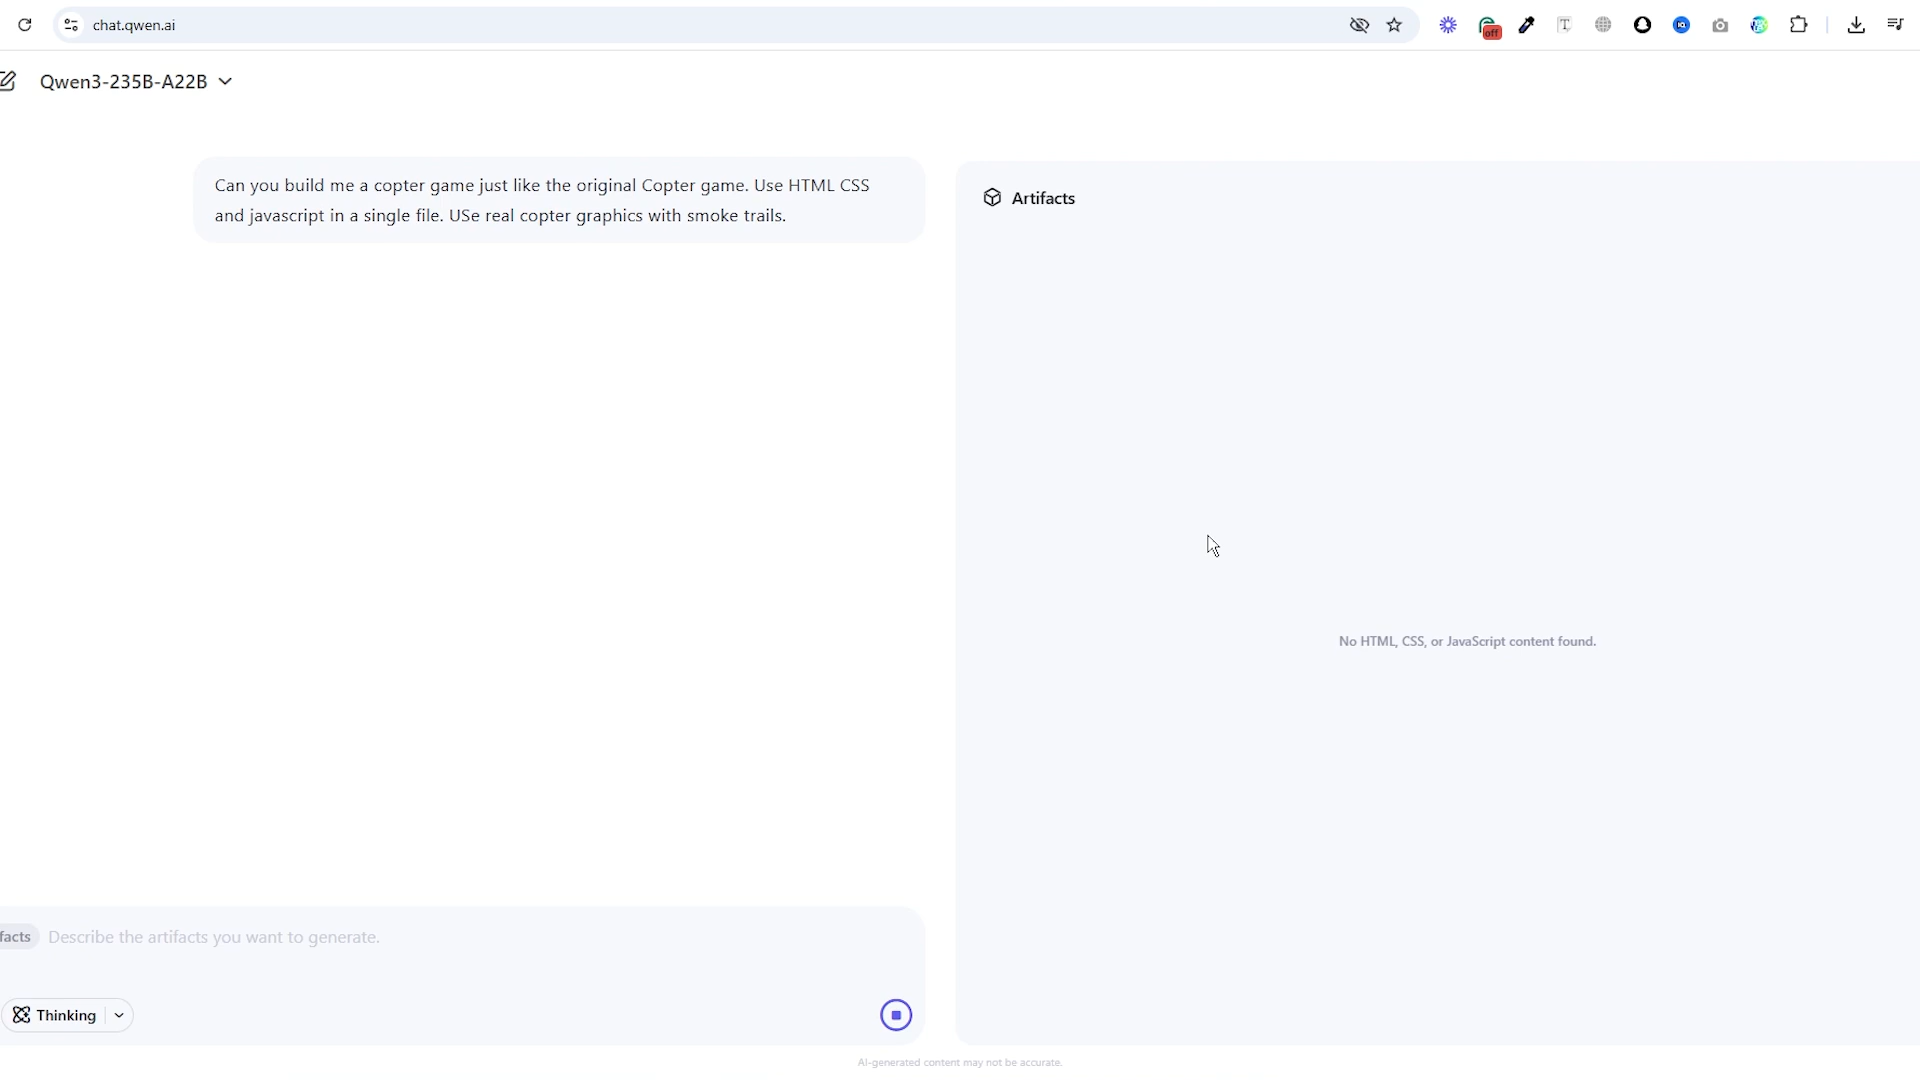 chat.qwen.ai
off
T
IQ
Qwen3-235B-A22B
Can you build me a copter game just like the original Copter game. Use HTML CSS
and javascript in a single file. USe real copter graphics with smoke trails.
Artifacts
No HTML, CSS, or JavaScript content found.
facts Describe the artifacts you want to generate.
Thinking
AI-generated content may not be accurate.